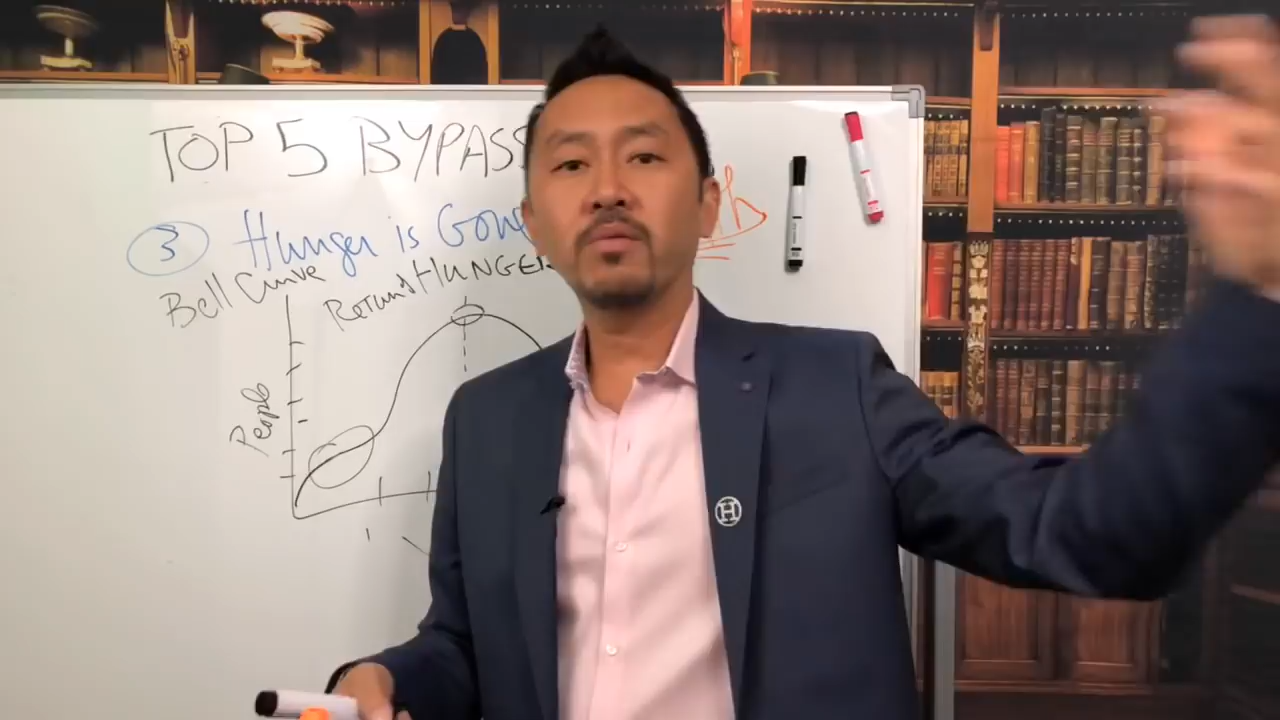 TOP 5 BYPASS
3 Hunger is Gone
Bell Curve
Return HUNGER
People
H